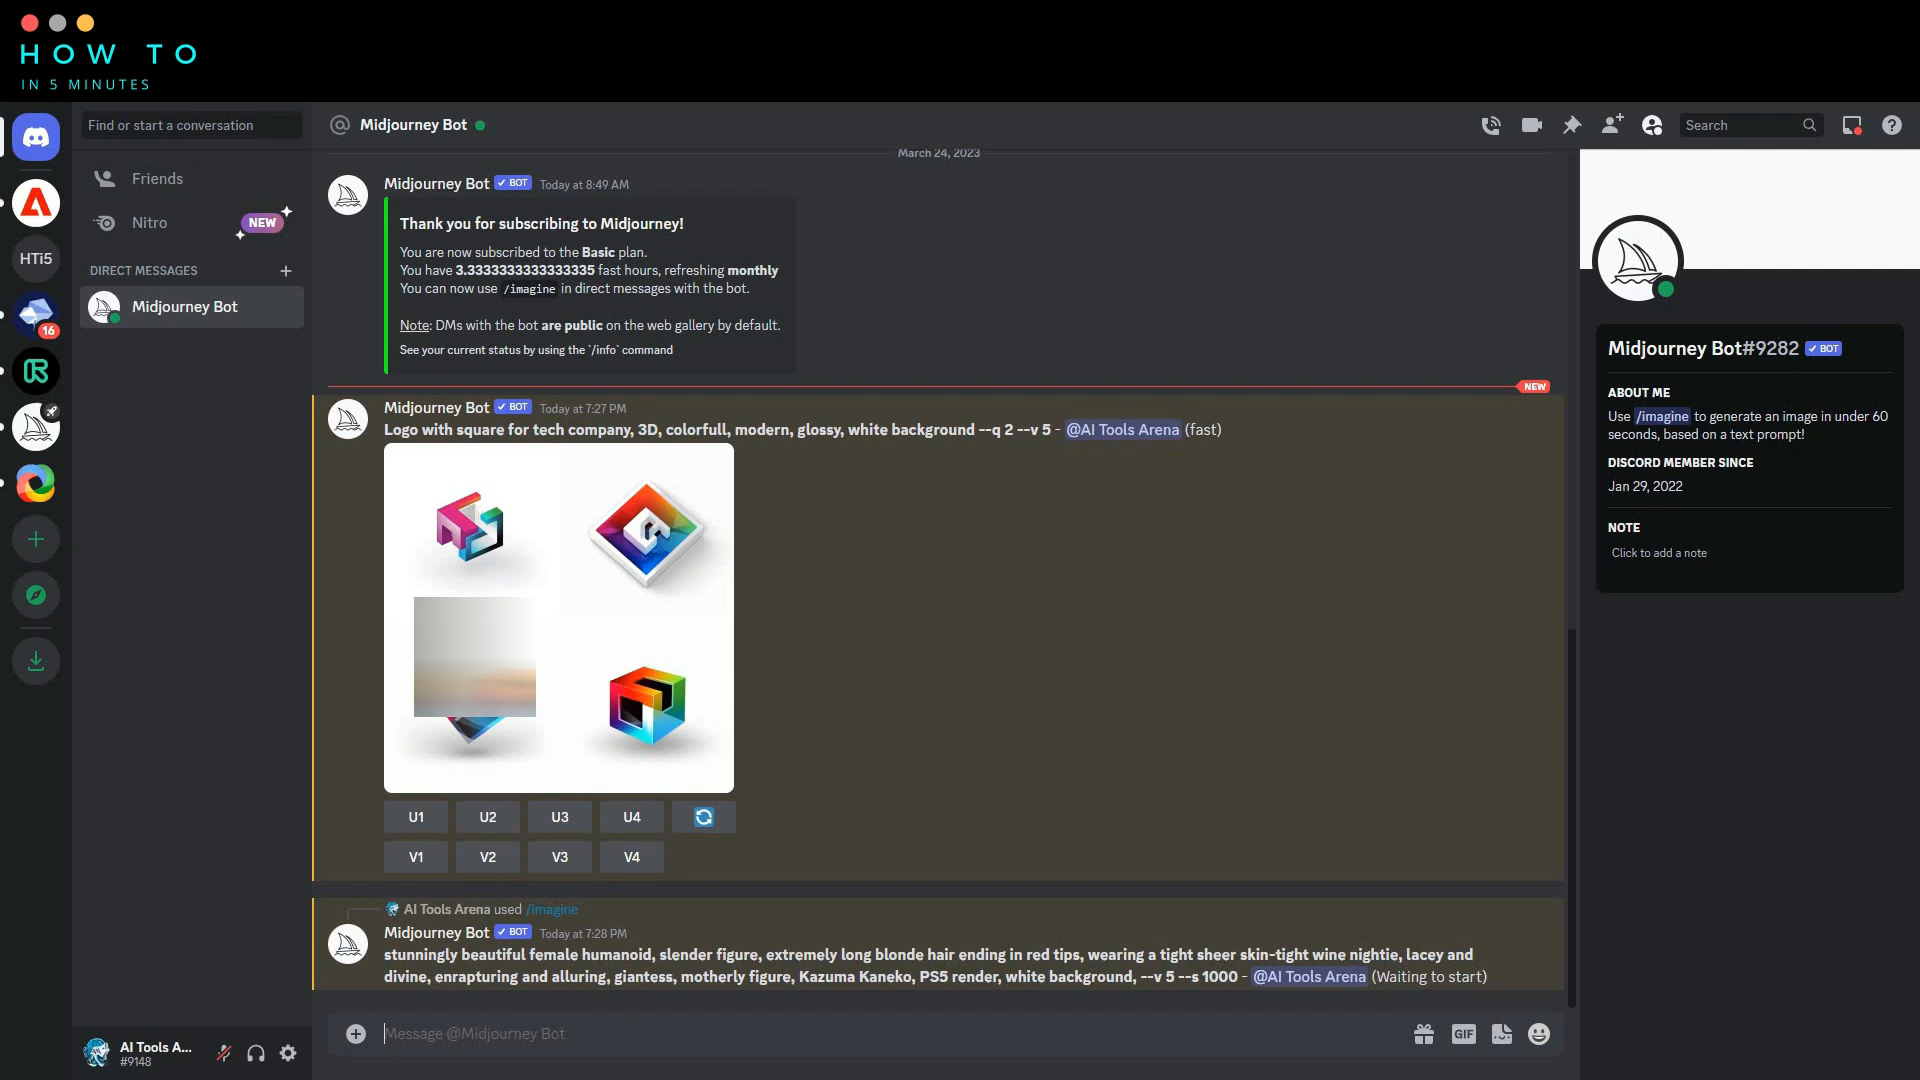 HOW TO
IN 5 MINUTES
Find or start a conversation
Friends
Nitro
NEW
DIRECT MESSAGES
Midjourney Bot
HTi5
16
AI Tools A...
#9148
Midjourney Bot
Search
March 24, 2023
Midjourney Bot ✓ BOT Today at 8:49 AM
Thank you for subscribing to Midjourney!
You are now subscribed to the Basic plan.
You have 3.3333333333333335 fast hours, refreshing monthly
You can now use /imagine in direct messages with the bot.
Note: DMs with the bot are public on the web gallery by default.
See your current status by using the `/info` command
NEW
Midjourney Bot ✓ BOT Today at 7:27 PM
Logo with square for tech company, 3D, colorfull, modern, glossy, white background --q 2 --v 5 - @AI Tools Arena (fast)
U1 U2 U3 U4
V1 V2 V3 V4
AI Tools Arena used /imagine
Midjourney Bot ✓ BOT Today at 7:28 PM
stunningly beautiful female humanoid, slender figure, extremely long blonde hair ending in red tips, wearing a tight sheer skin-tight wine nightie, lacey and
divine, enrapturing and alluring, giantess, motherly figure, Kazuma Kaneko, PS5 render, white background, --v 5 --s 1000 - @AI Tools Arena (Waiting to start)
Message @Midjourney Bot
GIF
Midjourney Bot#9282 ✓ BOT
ABOUT ME
Use /imagine to generate an image in under 60
seconds, based on a text prompt!
DISCORD MEMBER SINCE
Jan 29, 2022
NOTE
Click to add a note